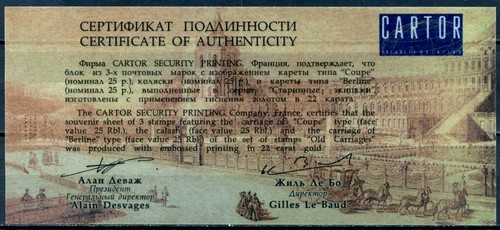 СЕРТИФИКАТ ПОДЛИННОСТИ
CERTIFICATE OF AUTHENTICITY
CARTOR
SECURITY PRINTING
Фирма CARTOR SECURITY PRINTING, Франция, подтверждает, что
блок из 3-х почтовых марок с изображением кареты типа "Coupe"
(номинал 25 р.), коляски (номинал 25 р.) и кареты типа "Berline"
(номинал 25 р.), выполненные в серии "Старинные экипажи"
изготовлены с применением тиснения золотом в 22 карата.
The CARTOR SECURITY PRINTING Company, France, certifies that the
souvenir sheet of 3 stamps featuring the carriage of "Coupe" type (face
value 25 Rbl.), the calash (face value 25 Rbl.) and the carriage of
"Berline" type (face value 25 Rbl.) of the set of stamps "Old Carriages"
was produced with embossed printing in 22 carat gold
Алан Деваж
Президент
Генеральный директор
Alain Desvages
Жиль Ле Бо
Директор
Gilles Le Baud